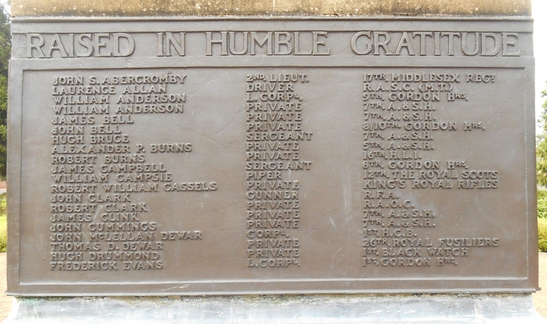 RAISED IN HUMBLE GRATITUDE
JOHN S. ABERCROMBY 2ND LIEUT. 17TH MIDDLESEX REGT
LAURENCE ALLAN DRIVER R.A.S.C. (M.T.)
WILLIAM ANDERSON L.CORPL. 9TH GORDON HRS.
WILLIAM ANDERSON PRIVATE 7TH A.& S.H.
JAMES BELL PRIVATE 7TH A.& S.H.
JOHN BELL PRIVATE 8/10TH GORDON HRS.
HUGH BRUCE SERGEANT 7TH A.& S.H.
ALEXANDER P. BURNS PRIVATE 5TH A.& S.H.
ROBERT BURNS PRIVATE 16TH H.L.I.
JAMES CAMPBELL SERGEANT 8TH GORDON HRS.
WILLIAM CAMPSIE PIPER 12TH THE ROYAL SCOTS
ROBERT WILLIAM CASSELS PRIVATE KING'S ROYAL RIFLES
JOHN CLARK GUNNER R.F.A.
ROBERT CLARK PRIVATE R.A.O.C.
JAMES CLINK PRIVATE 7TH A.& S.H.
JOHN CUMMINGS PRIVATE 7TH A.& S.H.
JOHN McLELLAN DEWAR CORPL. 1ST H.C.B.
THOMAS D. DEWAR PRIVATE 26TH ROYAL FUSILIERS
HUGH DRUMMOND PRIVATE 1ST BLACK WATCH
FREDERICK EVANS L.CORPL. 1ST GORDON HRS.